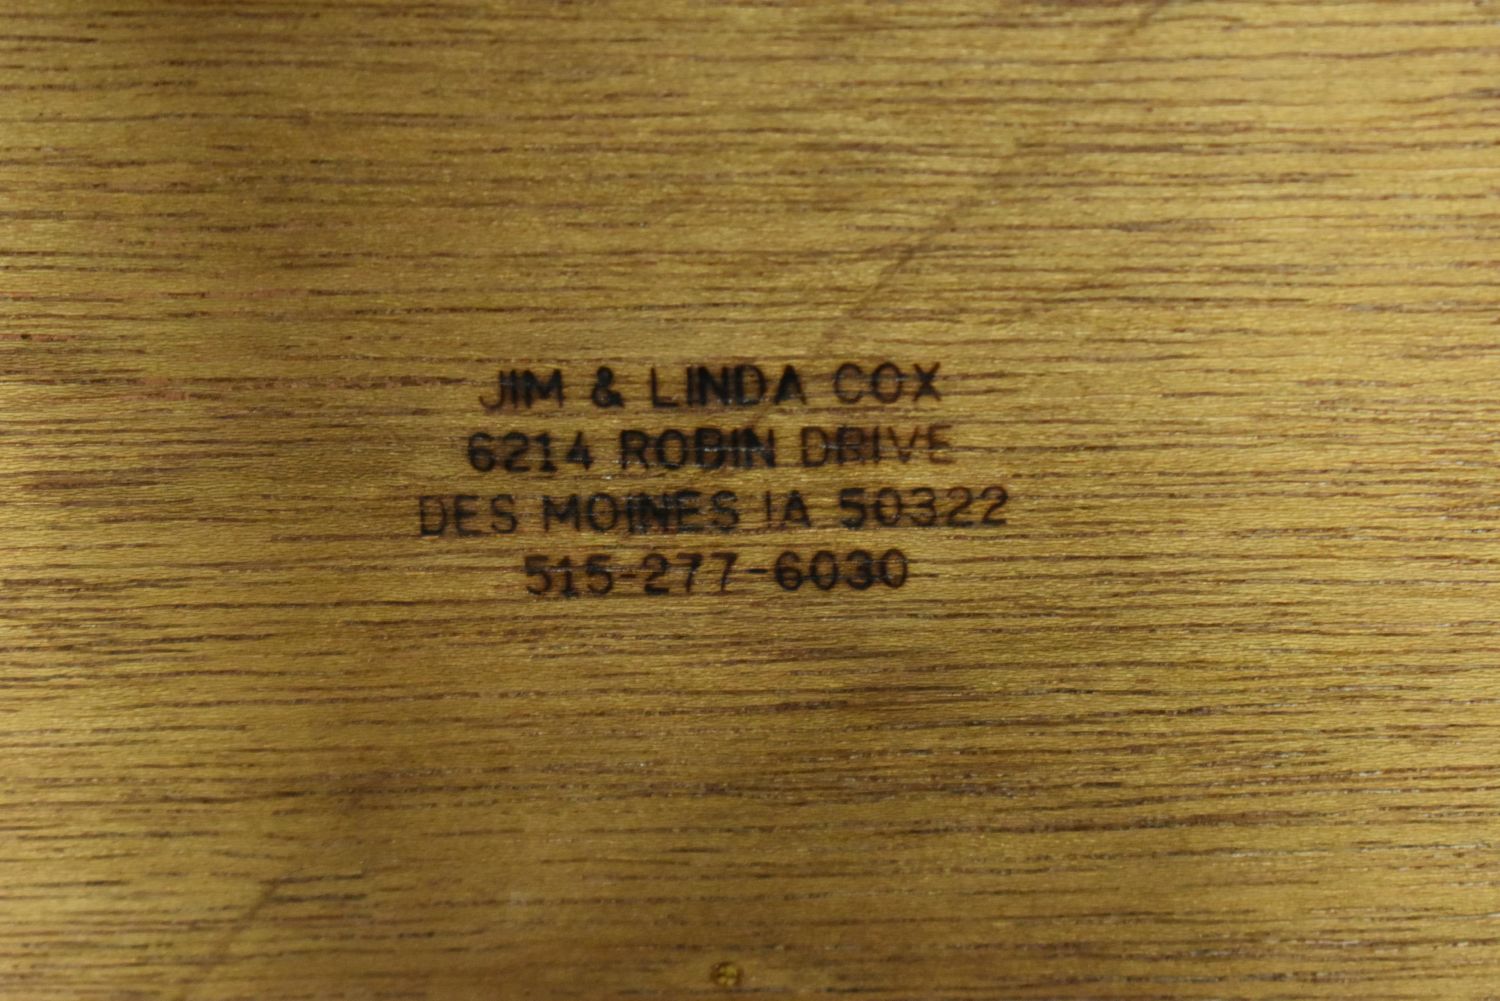 JIM & LINDA COX
6214 ROBIN DRIVE
DES MOINES IA 50322
515-277-6030